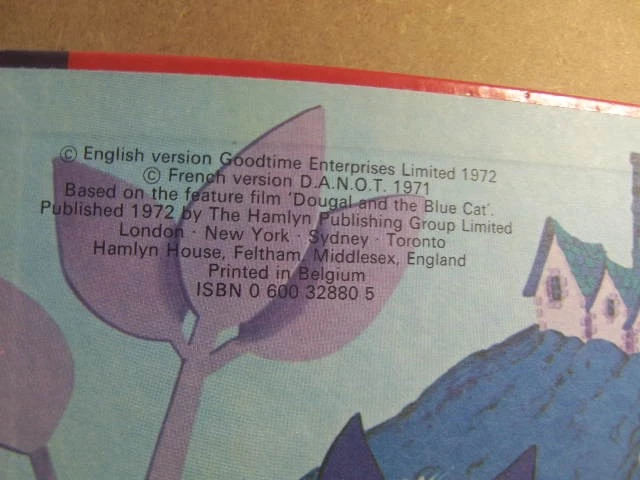 © English version Goodtime Enterprises Limited 1972
© French version D.A.N.O.T. 1971
Based on the feature film 'Dougal and the Blue Cat'.
Published 1972 by The Hamlyn Publishing Group Limited
London · New York · Sydney · Toronto
Hamlyn House, Feltham, Middlesex, England
Printed in Belgium
ISBN 0 600 32880 5